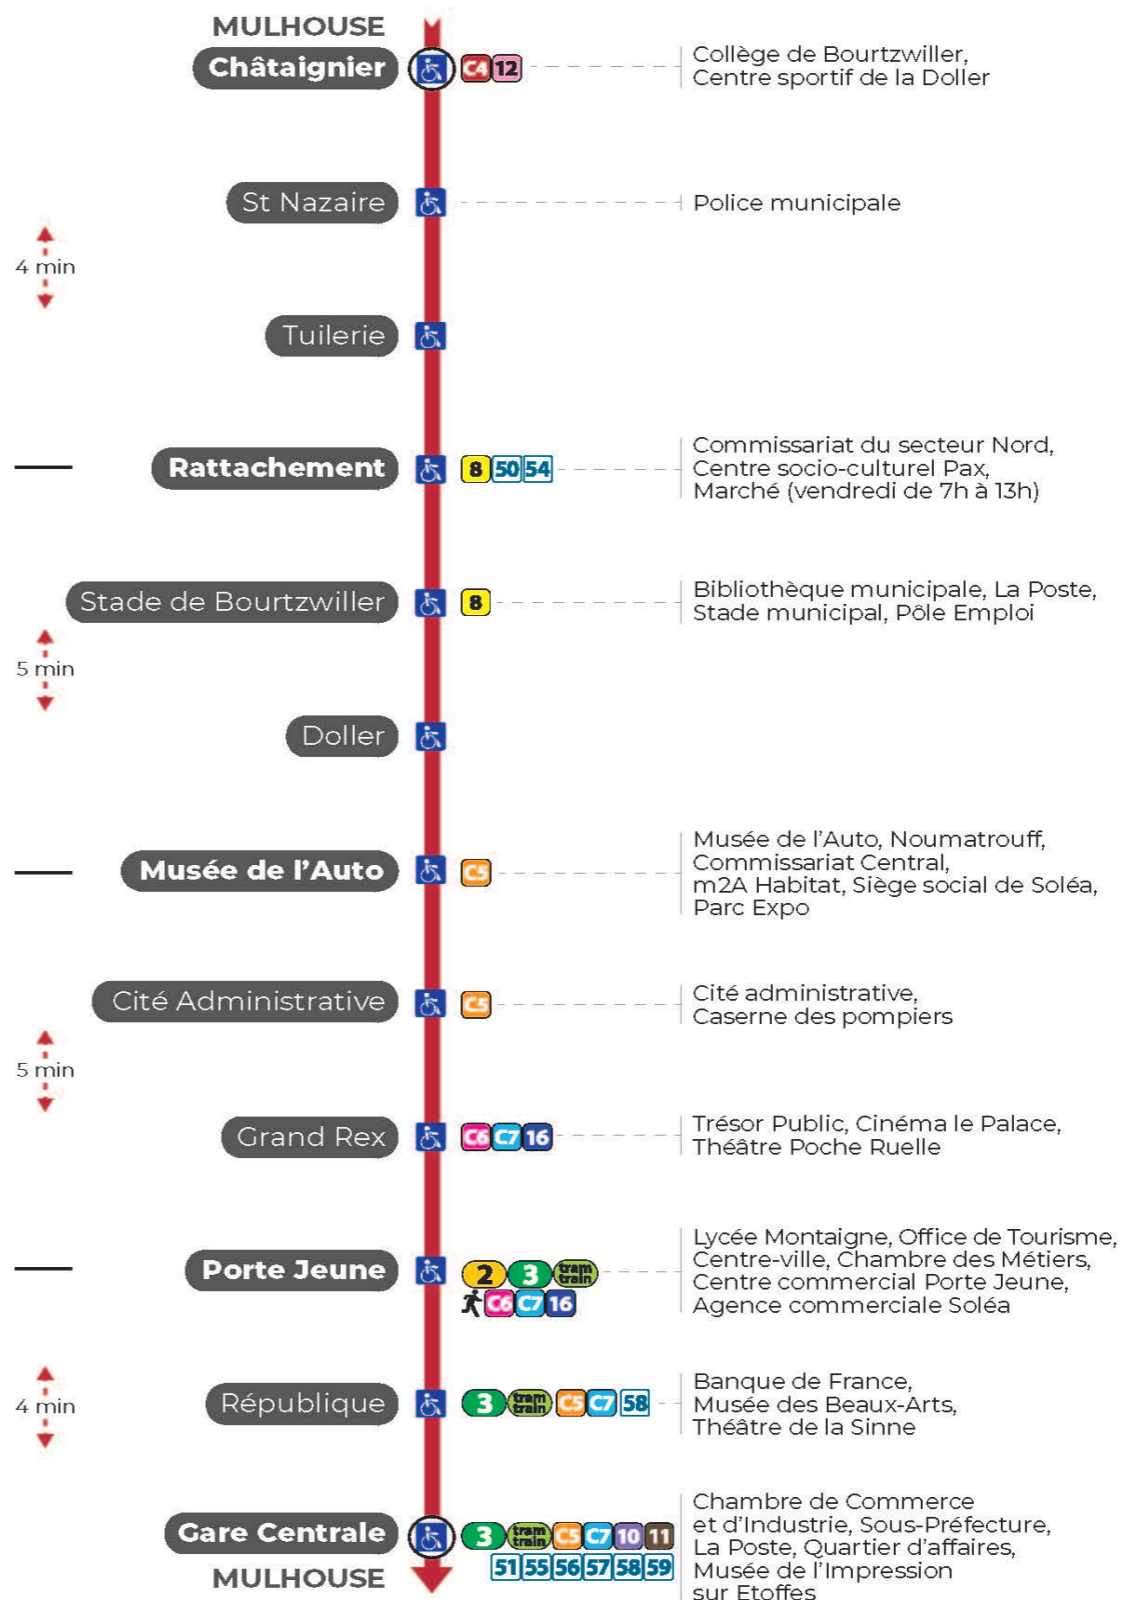 MULHOUSE
Châtaignier
C4 12
Collège de Bourtzwiller,
Centre sportif de la Doller
St Nazaire
Police municipale
4 min
Tuilerie
Rattachement
8 50 54
Commissariat du secteur Nord,
Centre socio-culturel Pax,
Marché (vendredi de 7h à 13h)
Stade de Bourtzwiller
8
Bibliothèque municipale, La Poste,
Stade municipal, Pôle Emploi
5 min
Doller
Musée de l'Auto
C5
Musée de l'Auto, Noumatrouff,
Commissariat Central,
m2A Habitat, Siège social de Soléa,
Parc Expo
Cité Administrative
C5
Cité administrative,
Caserne des pompiers
5 min
Grand Rex
C6 C7 16
Trésor Public, Cinéma le Palace,
Théâtre Poche Ruelle
Porte Jeune
2 3 tram train
C6 C7 16
Lycée Montaigne, Office de Tourisme,
Centre-ville, Chambre des Métiers,
Centre commercial Porte Jeune,
Agence commerciale Soléa
4 min
République
3 tram train C5 C7 58
Banque de France,
Musée des Beaux-Arts,
Théâtre de la Sinne
Gare Centrale
3 tram train C5 C7 10 11
51 55 56 57 58 59
MULHOUSE
Chambre de Commerce
et d'Industrie, Sous-Préfecture,
La Poste, Quartier d'affaires,
Musée de l'Impression
sur Etoffes